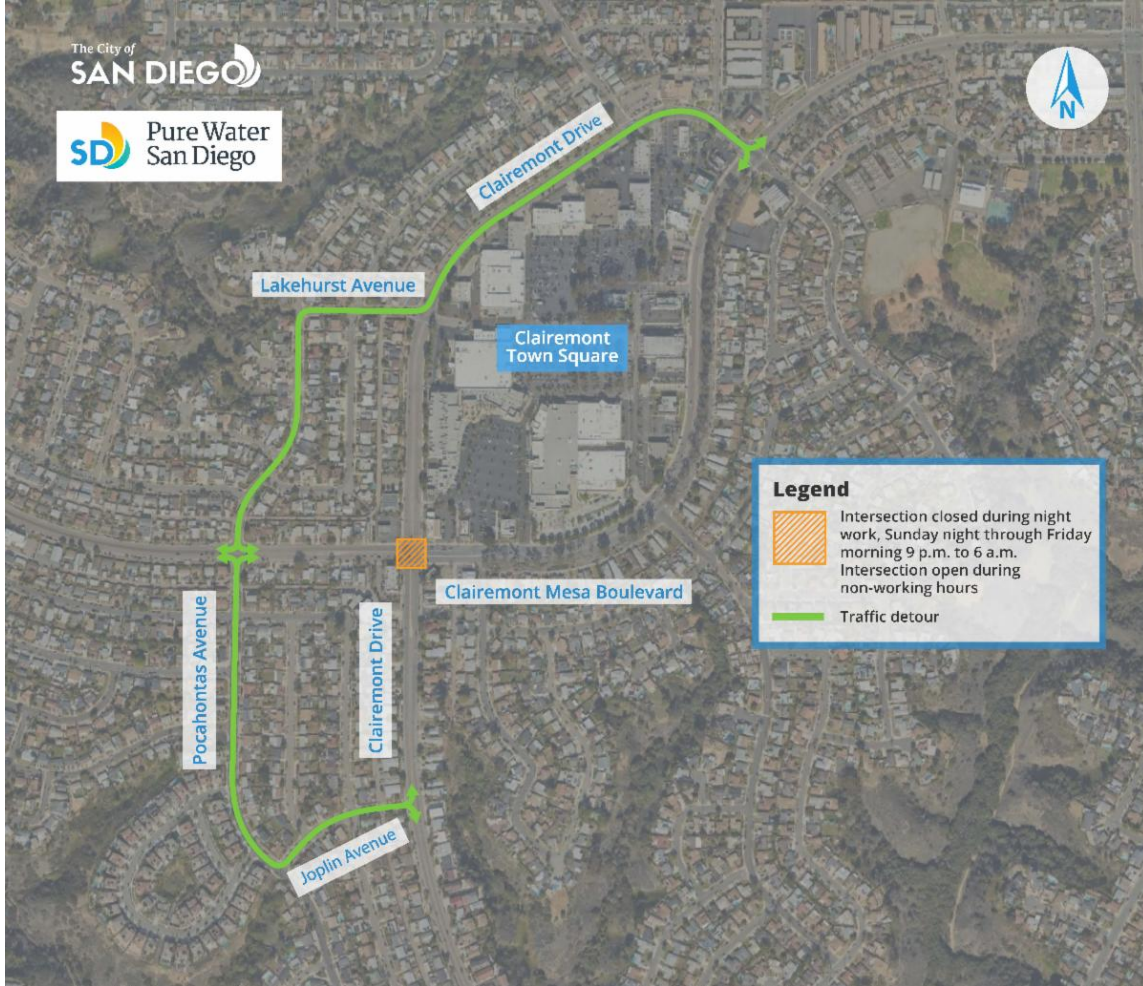 The City of
SAN DIEGO
SD
Pure Water
San Diego
N
Clairemont Drive
Lakehurst Avenue
Clairemont
Town Square
Legend
Intersection closed during night
work, Sunday night through Friday
morning 9 p.m. to 6 a.m.
Intersection open during
non-working hours
Traffic detour
Clairemont Mesa Boulevard
Pocahontas Avenue
Clairemont Drive
Joplin Avenue